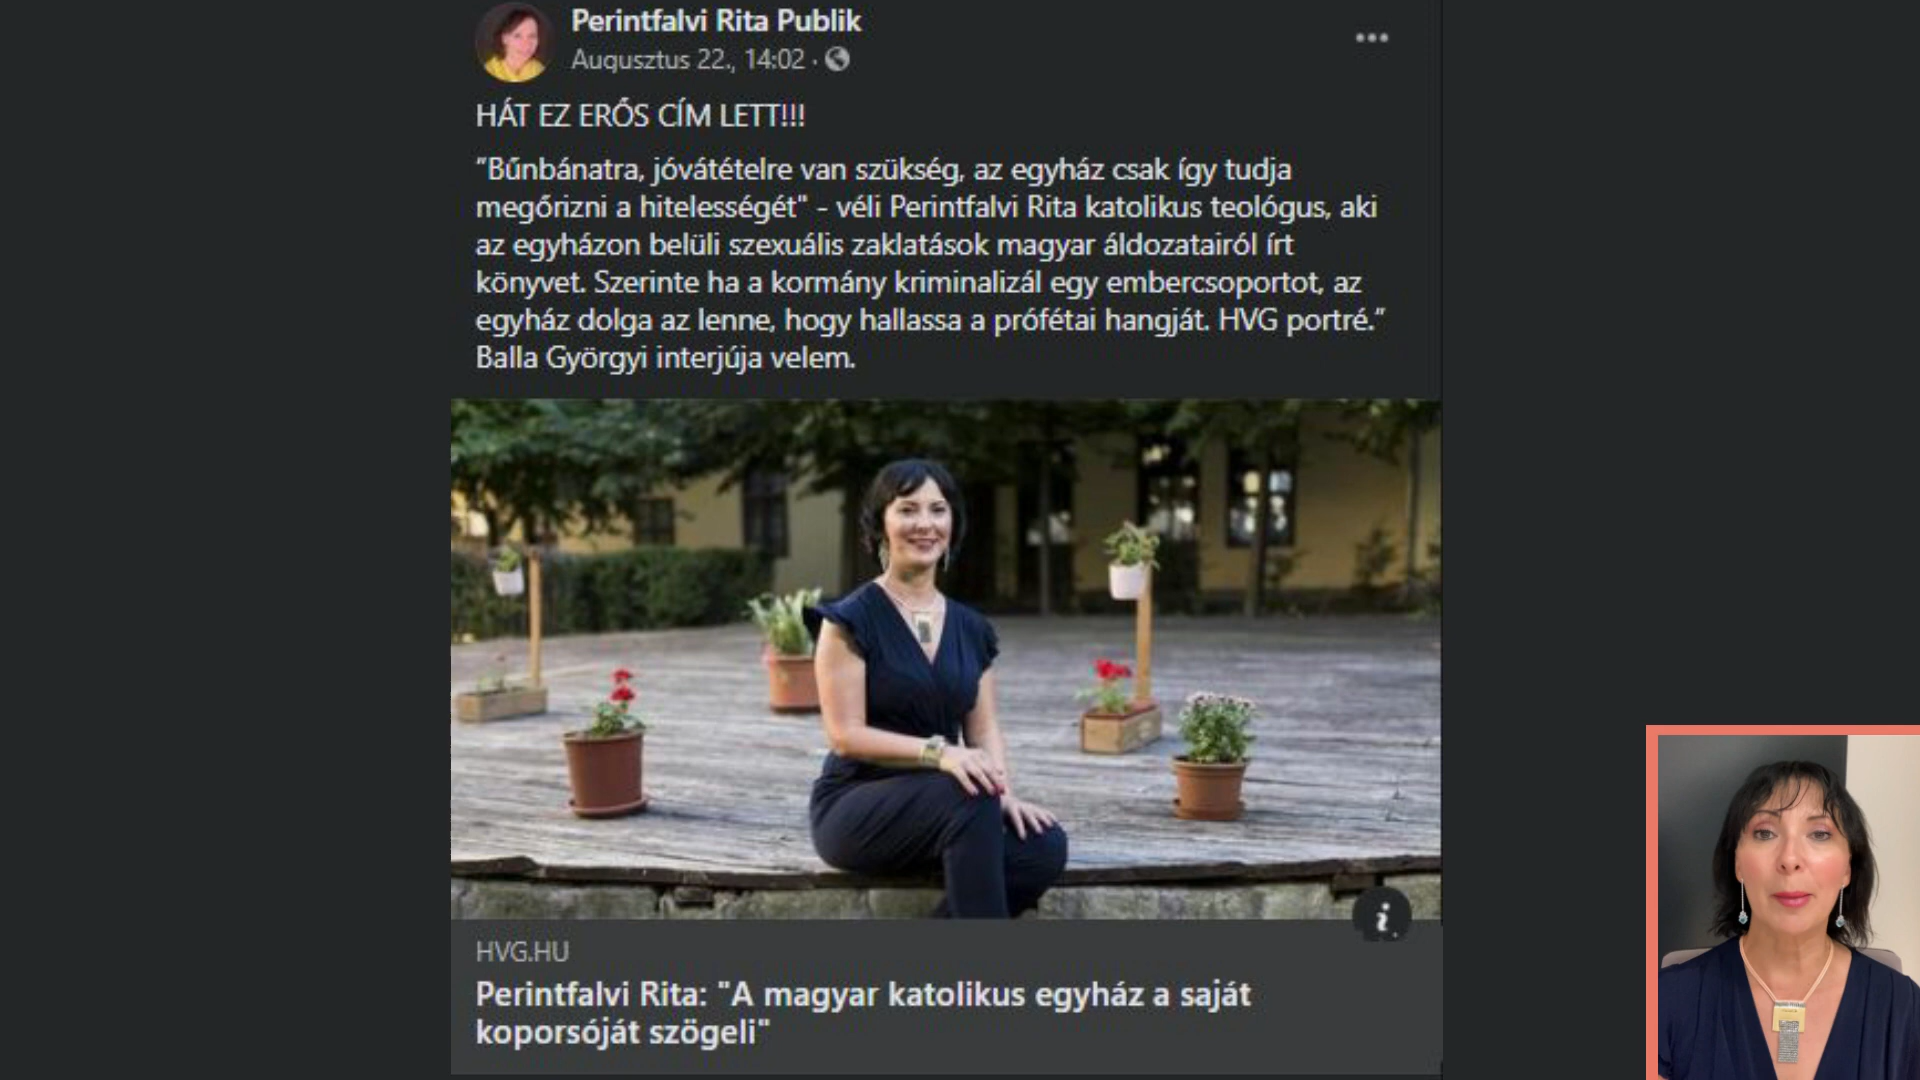 Perintfalvi Rita Publik
Augusztus 22., 14:02 ·
HÁT EZ ERŐS CÍM LETT!!!
"Bűnbánatra, jóvátételre van szükség, az egyház csak így tudja
megőrizni a hitelességét" - véli Perintfalvi Rita katolikus teológus, aki
az egyházon belüli szexuális zaklatások magyar áldozatairól írt
könyvet. Szerinte ha a kormány kriminalizál egy embercsoportot, az
egyház dolga az lenne, hogy hallassa a prófétai hangját. HVG portré."
Balla Györgyi interjúja velem.
HVG.HU
Perintfalvi Rita: "A magyar katolikus egyház a saját
koporsóját szögeli"